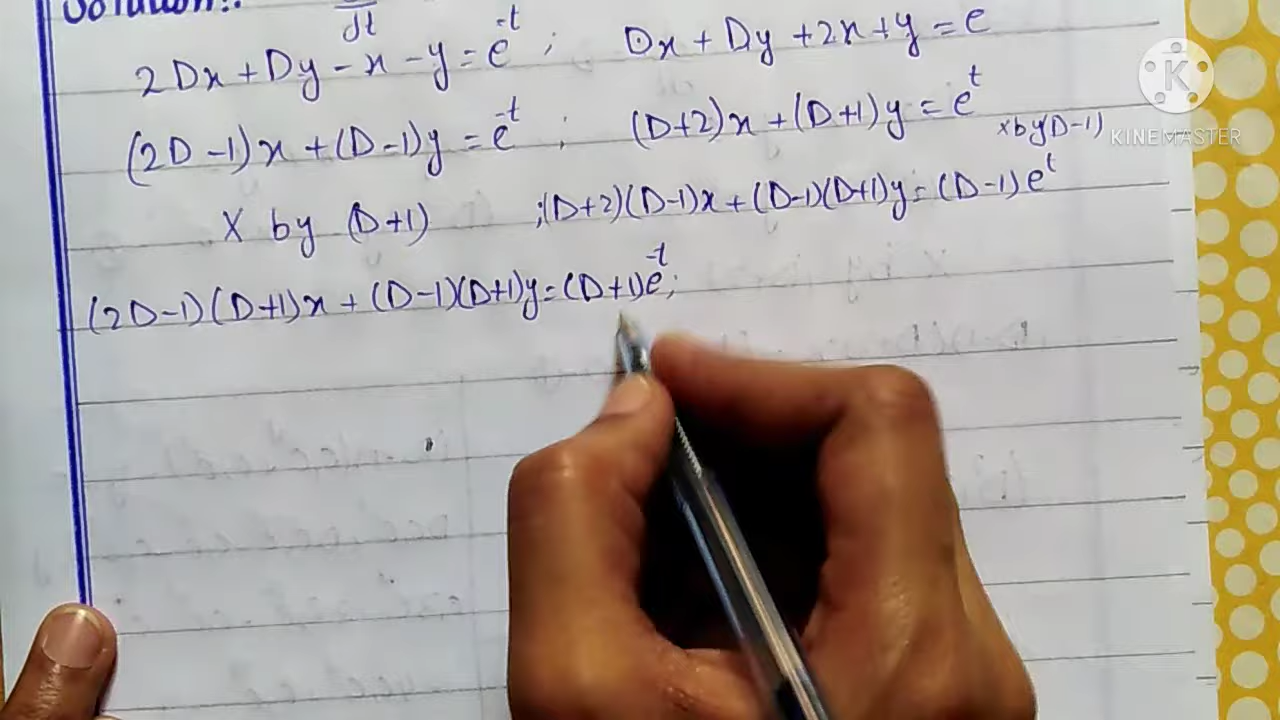 Solution:
dt
2Dx + Dy - x - y = e^-t ; Dx + Dy + 2x + y = e
(2D-1)x + (D-1)y = e^-t ; (D+2)x + (D+1)y = e^t
x by (D-1)
KINEMASTER
X by (D+1) ; (D+2)(D-1)x + (D-1)(D+1)y = (D-1)e^t
(2D-1)(D+1)x + (D-1)(D+1)y = (D+1)e^-t ;